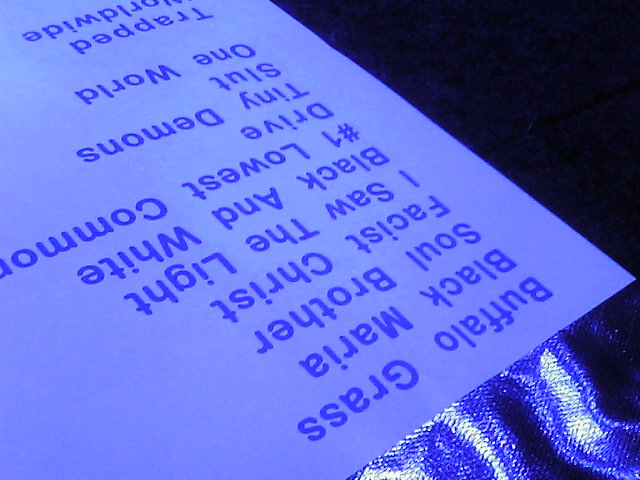 Buffalo Grass
Black Maria
Soul Brother
Facist Christ
I Saw The Light
Black And White
#1 Lowest Common
Drive
Tiny Demons
Slut
One World
Trapped
Worldwide